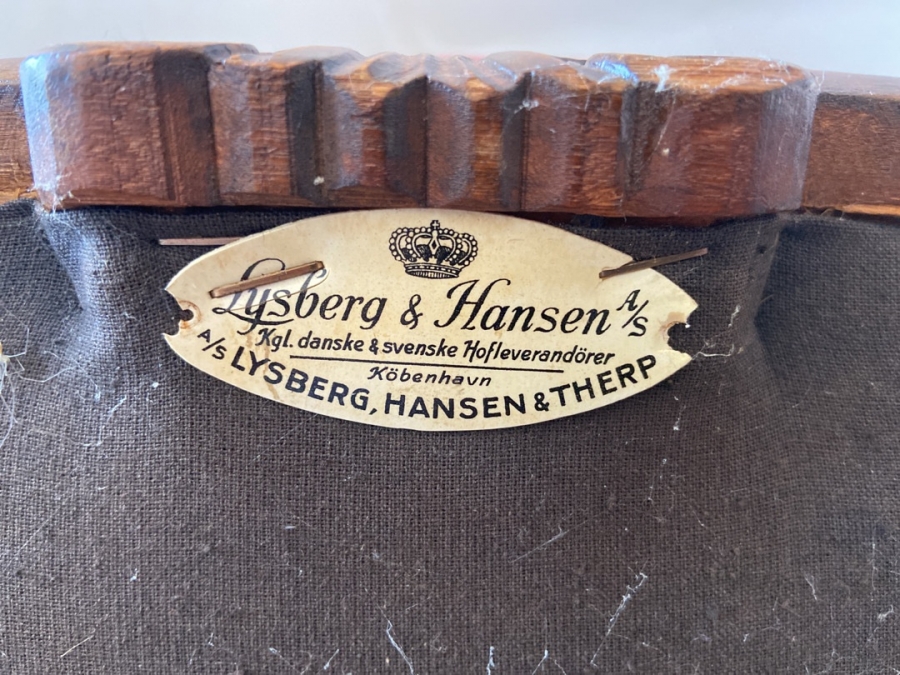 Lysberg & Hansen A/S
Kgl. danske & svenske Hofleverandörer
Köbenhavn
A/S LYSBERG, HANSEN & THERP